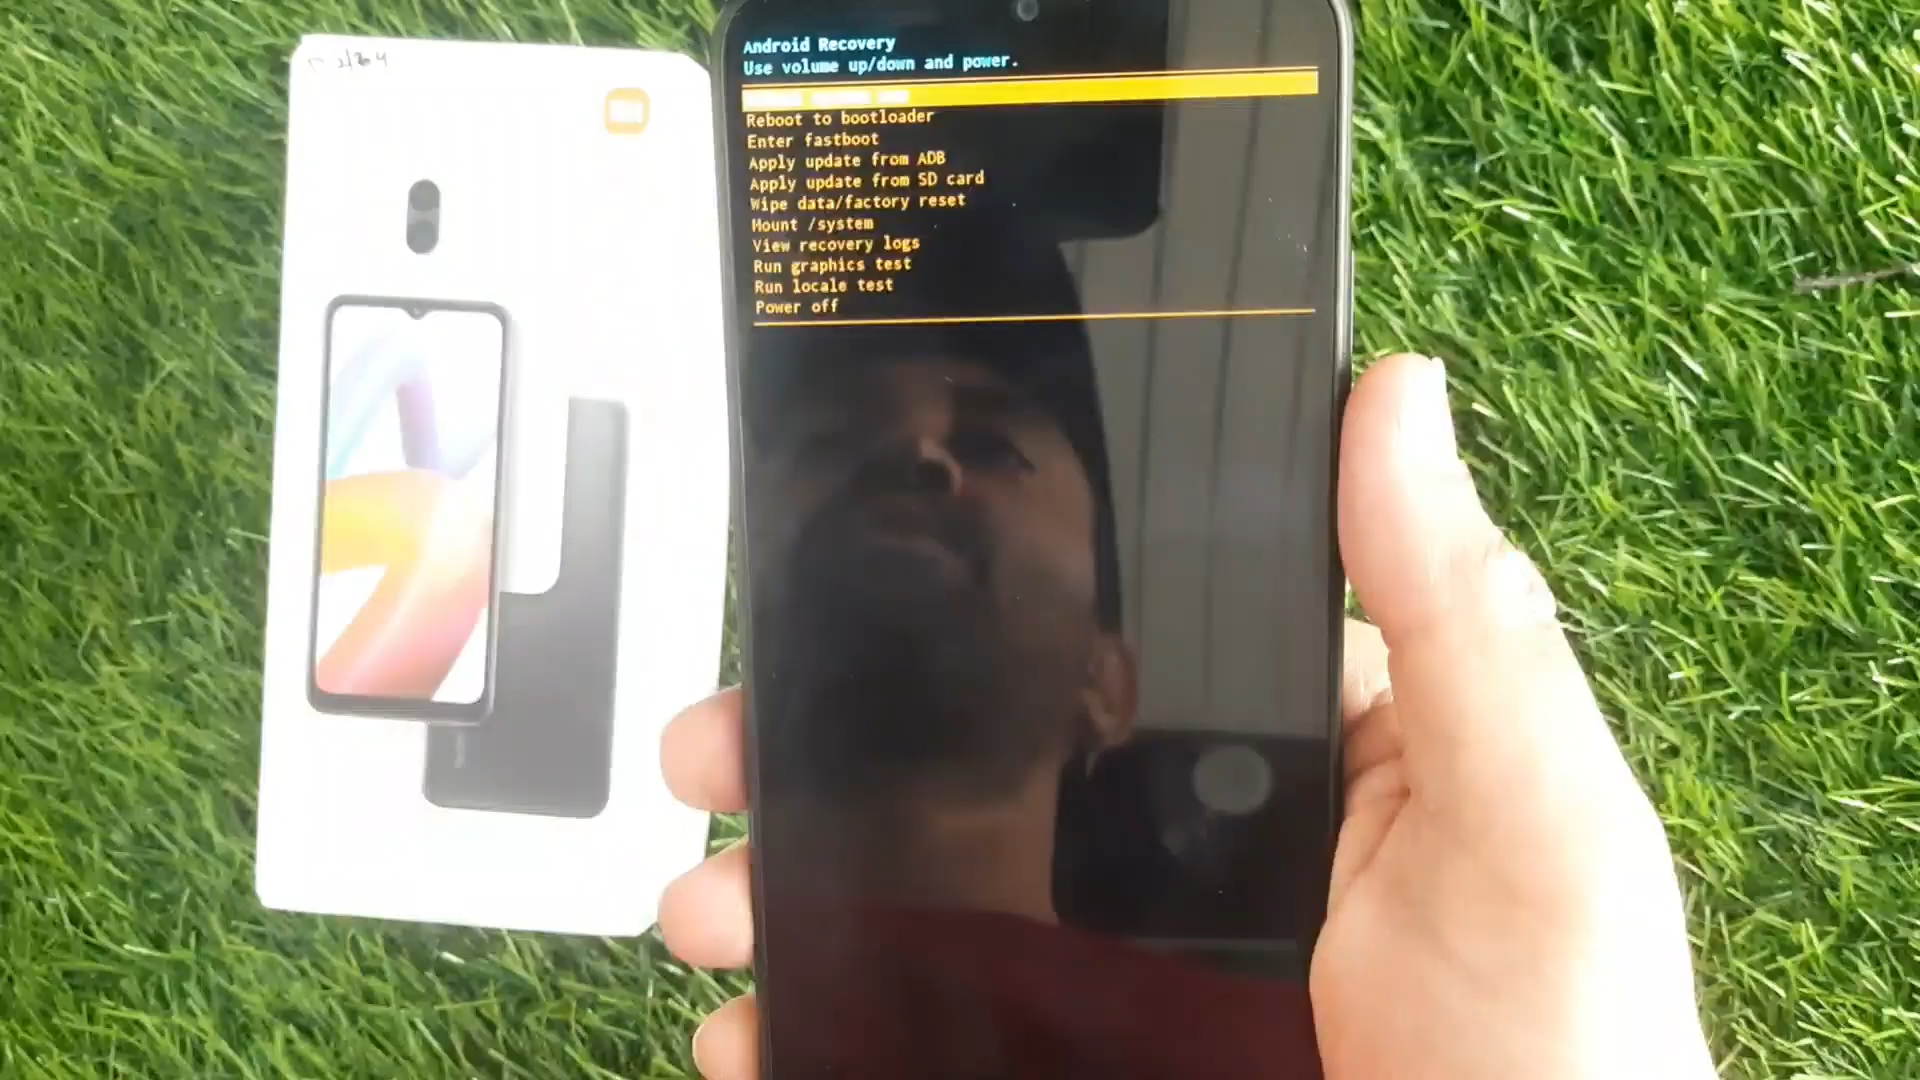 Android Recovery
Use volume up/down and power.
Reboot to bootloader
Enter fastboot
Apply update from ADB
Apply update from SD card
Wipe data/factory reset
Mount /system
View recovery logs
Run graphics test
Run locale test
Power off